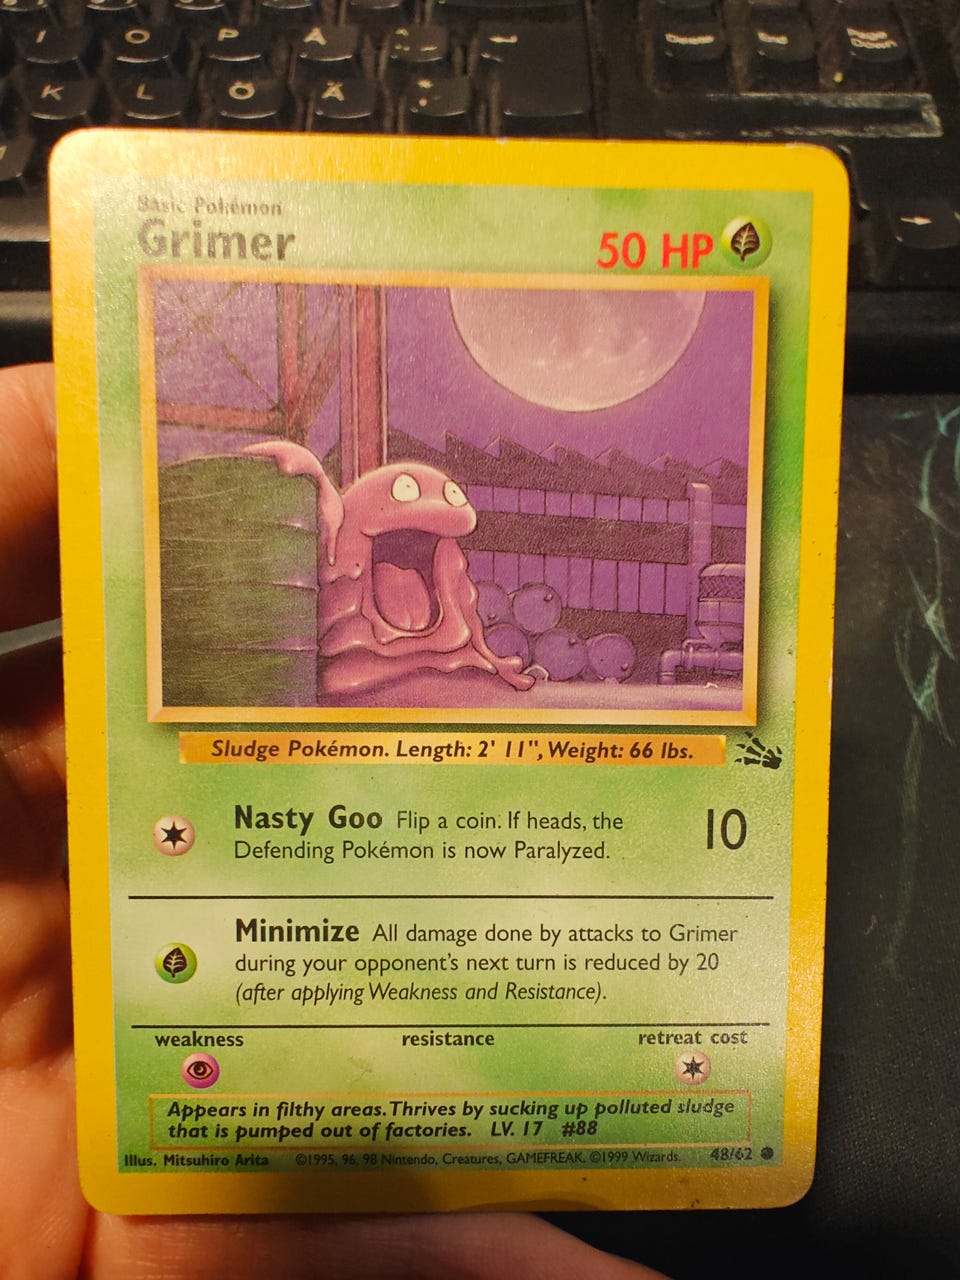 I O P Å ^
Delete End Page Down
K L Ö Ä *
Basic Pokémon
Grimer
50 HP
Sludge Pokémon. Length: 2' 11", Weight: 66 lbs.
Nasty Goo Flip a coin. If heads, the
Defending Pokémon is now Paralyzed.
10
Minimize All damage done by attacks to Grimer
during your opponent's next turn is reduced by 20
(after applying Weakness and Resistance).
weakness resistance retreat cost
Appears in filthy areas. Thrives by sucking up polluted sludge
that is pumped out of factories. LV. 17 #88
Illus. Mitsuhiro Arita ©1995, 96, 98 Nintendo, Creatures, GAMEFREAK. ©1999 Wizards. 48/62